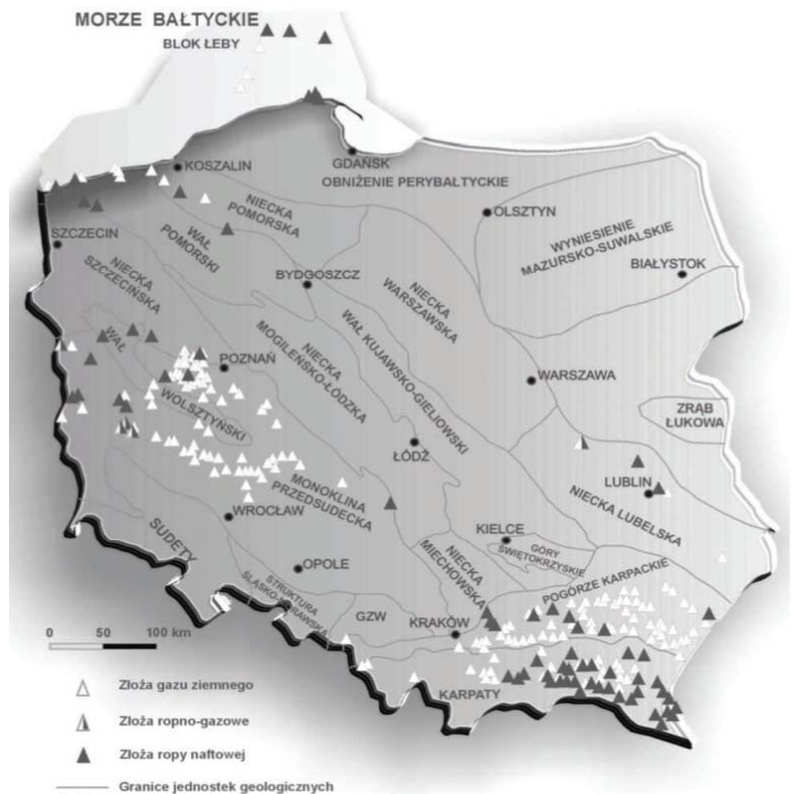 MORZE BAŁTYCKIE
BLOK ŁEBY
KOSZALIN
GDAŃSK
OBNIŻENIE PERYBAŁTYCKIE
NIECKA
POMORSKA
OLSZTYN
WYNIESIENIE
MAZURSKO-SUWALSKIE
SZCZECIN
WAŁ
POMORSKI
BIAŁYSTOK
NIECKA
SZCZECIŃSKA
BYDGOSZCZ
NIECKA
WARSZAWSKA
WAŁ
WOLSZTYŃSKI
POZNAŃ
NIECKA
MOGILEŃSKO-ŁÓDZKA
WAŁ KUJAWSKO-GIELIOWSKI
WARSZAWA
ZRĄB
ŁUKOWA
ŁÓDŹ
LUBLIN
MONOKLINA
PRZEDSUDECKA
NIECKA LUBELSKA
WROCŁAW
SUDETY
KIELCE
GÓRY
ŚWIĘTOKRZYSKIE
OPOLE
NIECKA
MIECHOWSKA
POGÓRZE KARPACKIE
STRUKTURA
ŚLĄSKO-MORAWSKA
GZW
KRAKÓW
KARPATY
0 50 100 km
Złoża gazu ziemnego
Złoża ropno-gazowe
Złoża ropy naftowej
Granice jednostek geologicznych